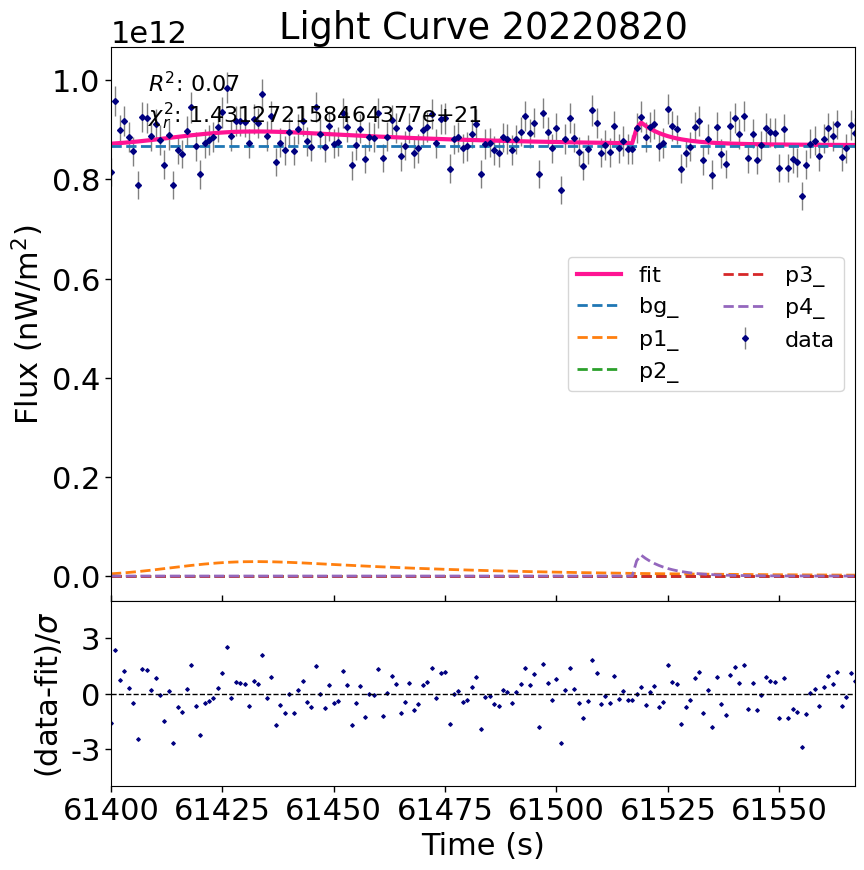 Light Curve 20220820
1e12
R²: 0.07
χ²ᵣ: 1.4312721584643777e+21
1.0
0.8
0.6
0.4
0.2
0.0
Flux (nW/m²)
fit
bg_
p1_
p2_
p3_
p4_
data
3
0
-3
(data-fit)/σ
61400 61425 61450 61475 61500 61525 61550
Time (s)